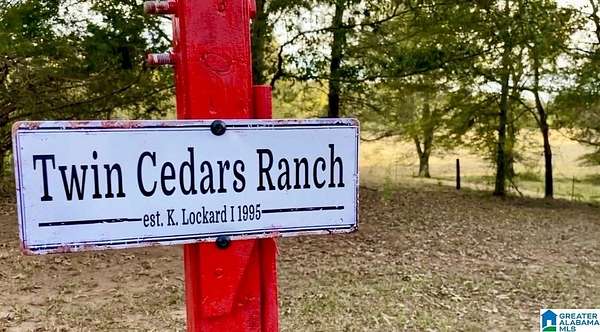 Twin Cedars Ranch
est. K. Lockard I 1995
GREATER
ALABAMA
MLS